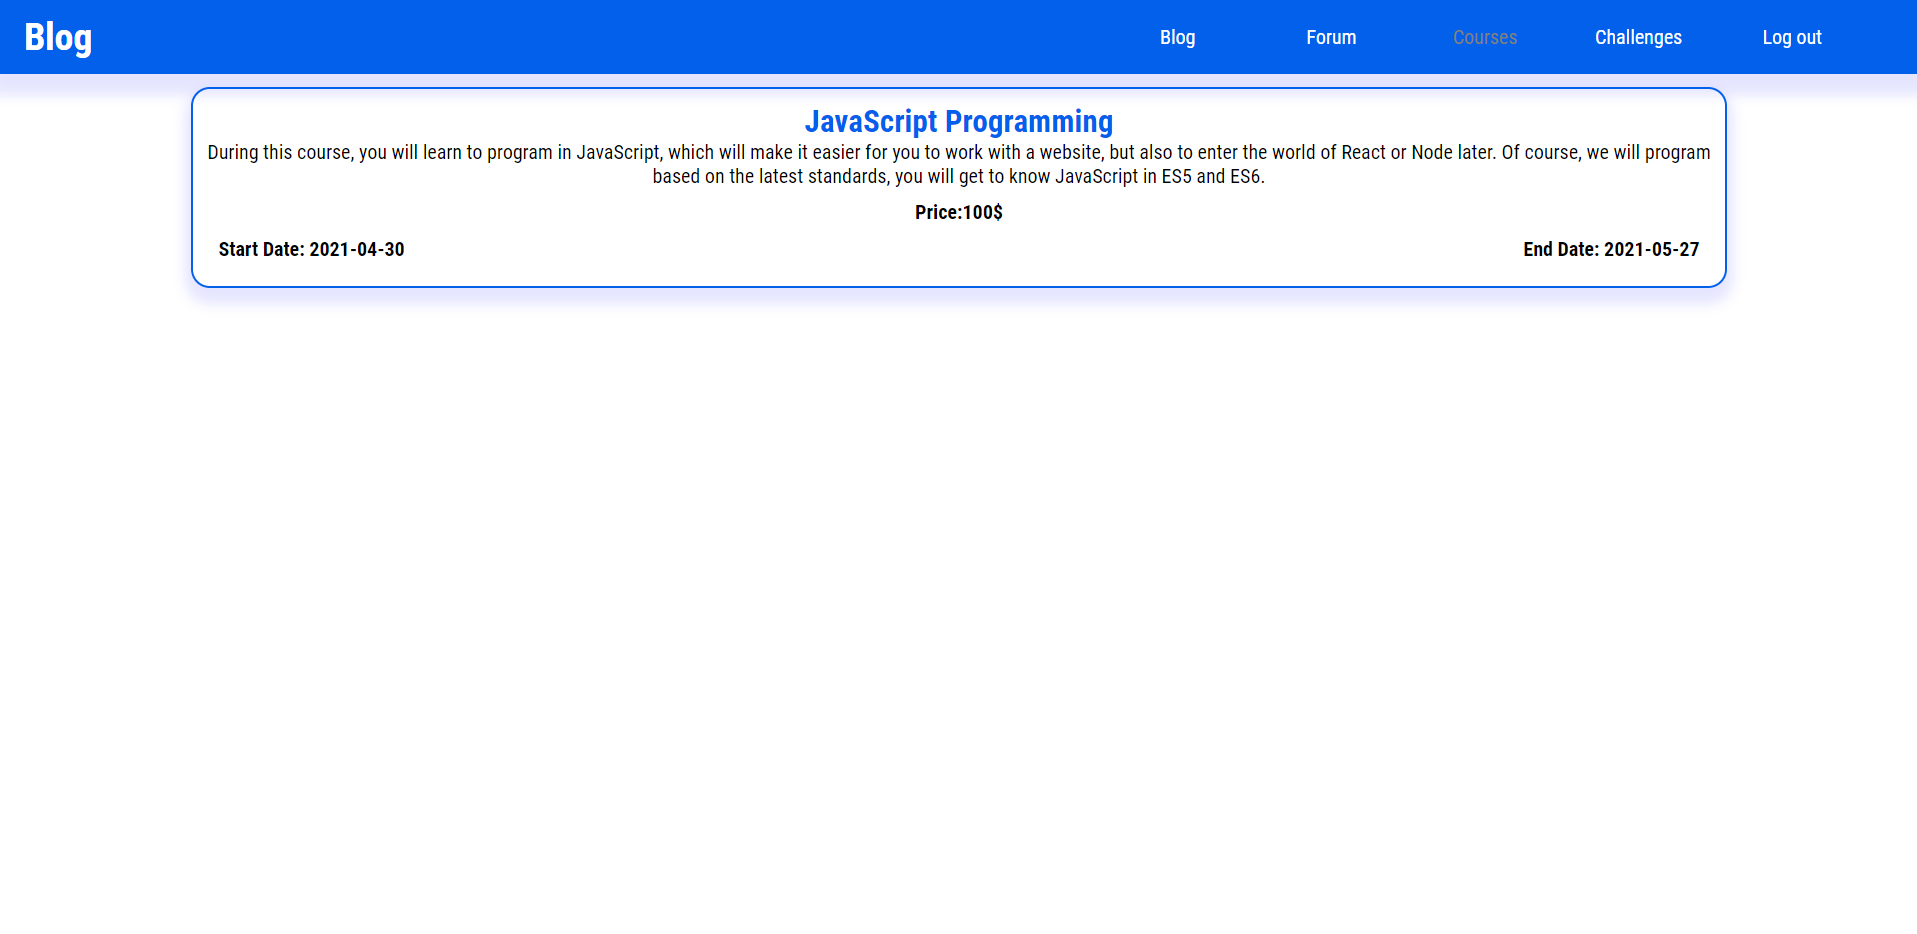 Blog
Blog Forum Courses Challenges Log out
JavaScript Programming
During this course, you will learn to program in JavaScript, which will make it easier for you to work with a website, but also to enter the world of React or Node later. Of course, we will program
based on the latest standards, you will get to know JavaScript in ES5 and ES6.
Price:100$
Start Date: 2021-04-30
End Date: 2021-05-27